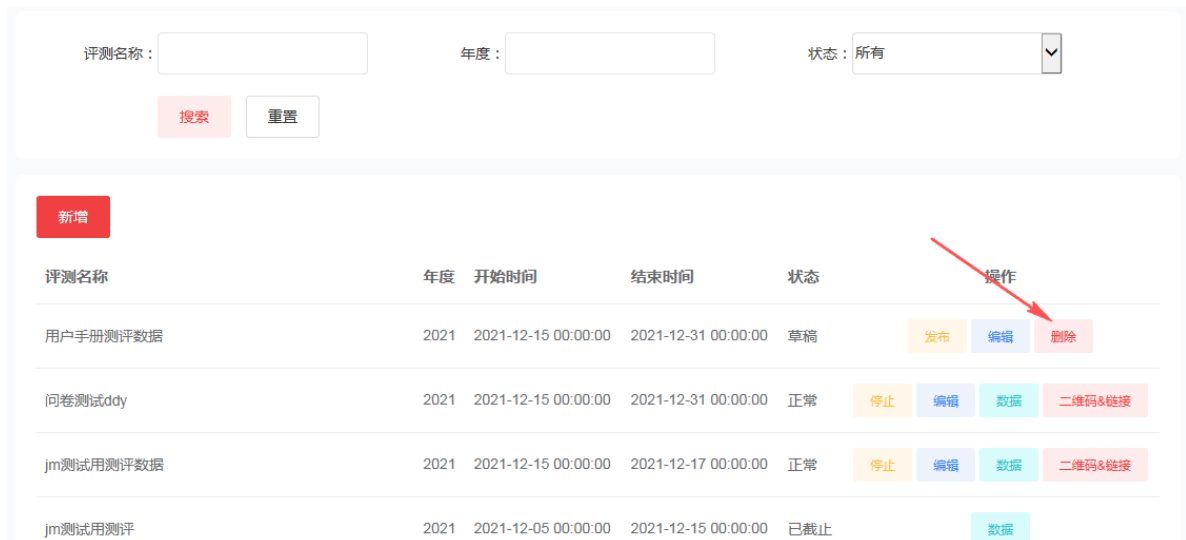 评测名称： 年度： 状态：所有
搜索 重置
新增
评测名称 年度 开始时间 结束时间 状态 操作
用户手册测评数据 2021 2021-12-15 00:00:00 2021-12-31 00:00:00 草稿 发布 编辑 删除
问卷测试ddy 2021 2021-12-15 00:00:00 2021-12-31 00:00:00 正常 停止 编辑 数据 二维码&链接
jm测试用测评数据 2021 2021-12-15 00:00:00 2021-12-17 00:00:00 正常 停止 编辑 数据 二维码&链接
jm测试用测评 2021 2021-12-05 00:00:00 2021-12-15 00:00:00 已截止 数据